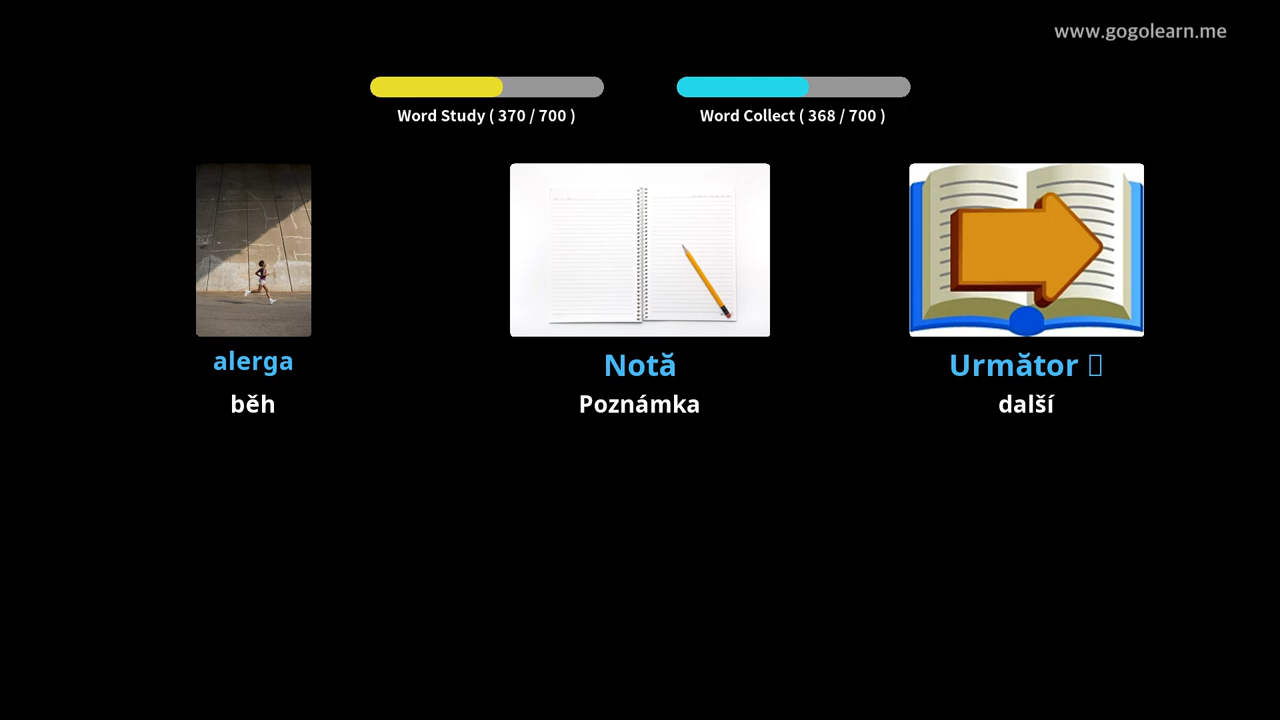 www.gogolearn.me
Word Study ( 370 / 700 )
Word Collect ( 368 / 700 )
alerga
Notă
Următor
běh
Poznámka
další